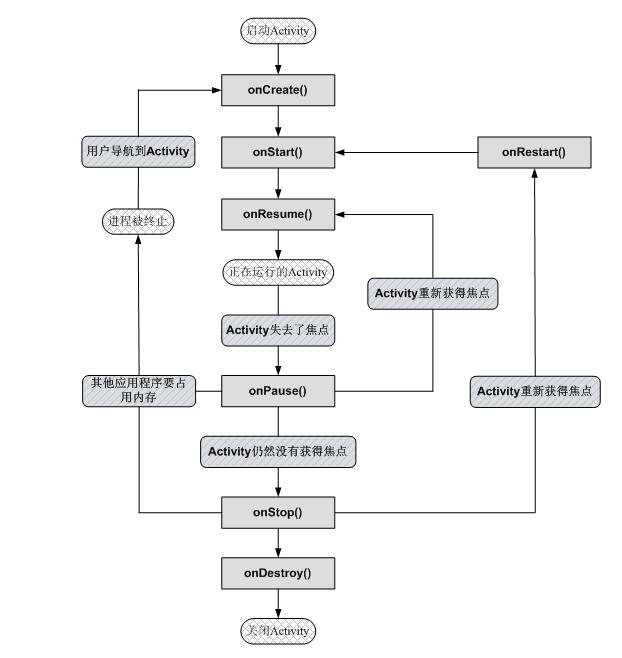 启动Activity
onCreate()
用户导航到Activity
onStart()
onRestart()
进程被终止
onResume()
正在运行的Activity
Activity重新获得焦点
Activity失去了焦点
其他应用程序要占
用内存
onPause()
Activity重新获得焦点
Activity仍然没有获得焦点
onStop()
onDestroy()
关闭Activity